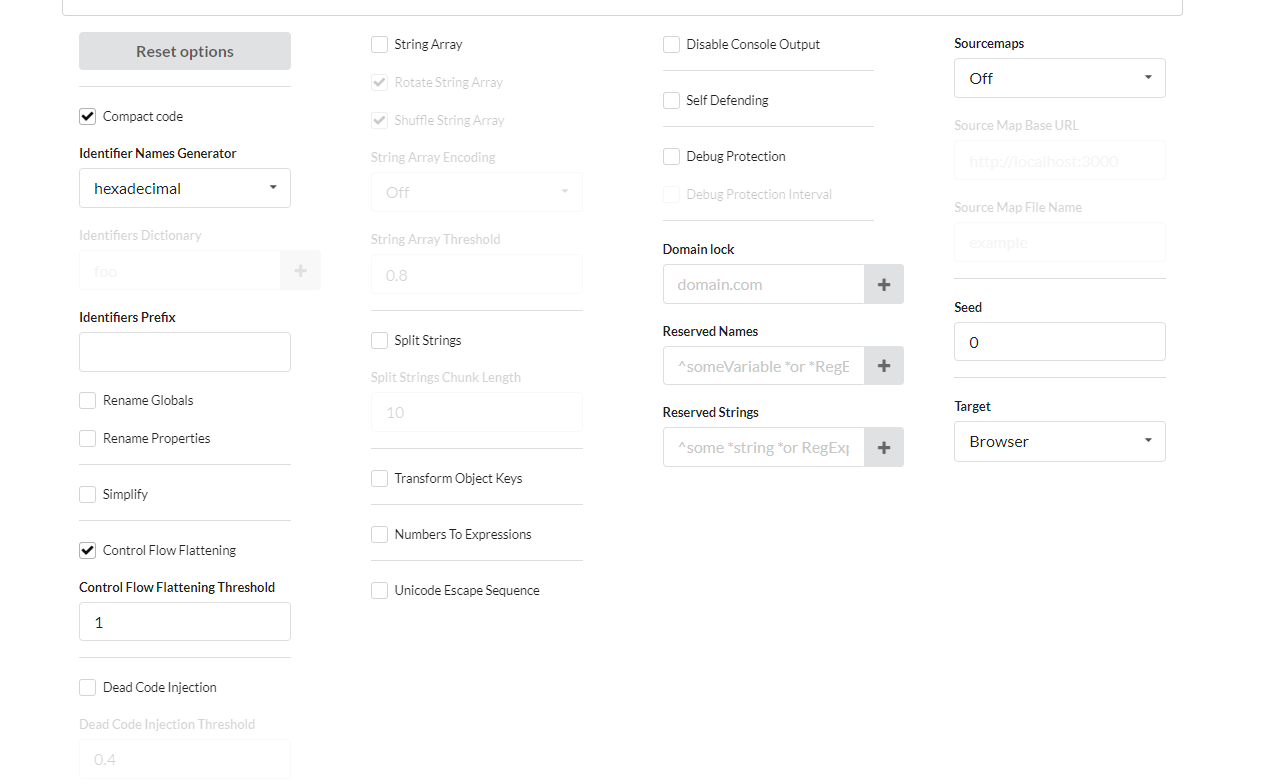 Reset options
Compact code
Identifier Names Generator
hexadecimal
Identifiers Dictionary
foo
Identifiers Prefix
Rename Globals
Rename Properties
Simplify
Control Flow Flattening
Control Flow Flattening Threshold
1
Dead Code Injection
Dead Code Injection Threshold
0.4
String Array
Rotate String Array
Shuffle String Array
String Array Encoding
Off
String Array Threshold
0.8
Split Strings
Split Strings Chunk Length
10
Transform Object Keys
Numbers To Expressions
Unicode Escape Sequence
Disable Console Output
Self Defending
Debug Protection
Debug Protection Interval
Domain lock
domain.com
Reserved Names
^someVariable *or *RegE
Reserved Strings
^some *string *or RegExp
Sourcemaps
Off
Source Map Base URL
http://localhost:3000
Source Map File Name
example
Seed
0
Target
Browser